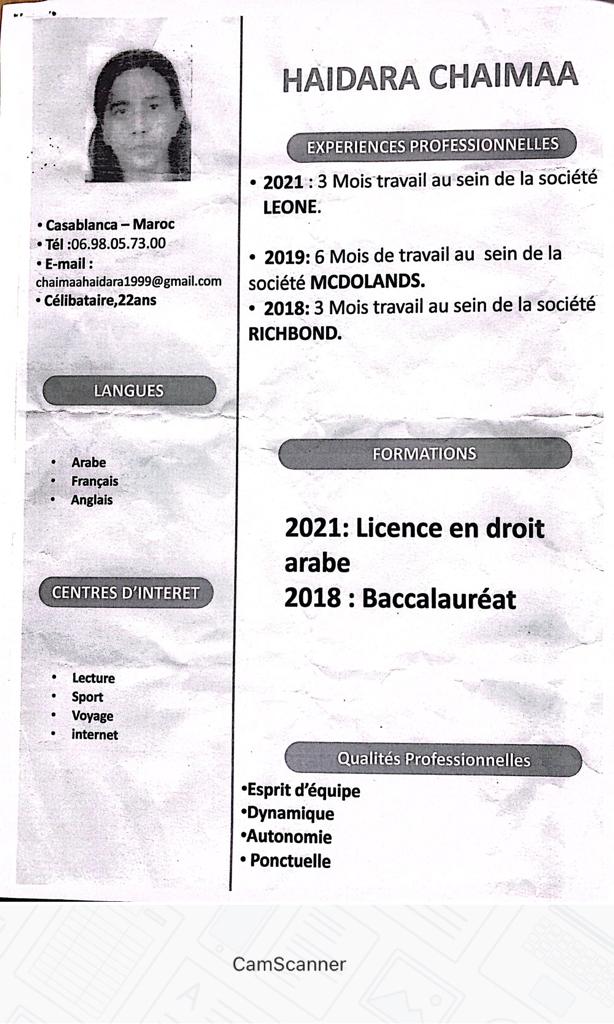 HAIDARA CHAIMAA
• Casablanca – Maroc
• Tél :06.98.05.73.00
• E-mail :
chaimaahaidara1999@gmail.com
• Célibataire,22ans
LANGUES
• Arabe
• Français
• Anglais
CENTRES D'INTERET
• Lecture
• Sport
• Voyage
• internet
EXPERIENCES PROFESSIONNELLES
• 2021 : 3 Mois travail au sein de la société
LEONE.
• 2019: 6 Mois de travail au sein de la
société MCDOLANDS.
• 2018: 3 Mois travail au sein de la société
RICHBOND.
FORMATIONS
2021: Licence en droit
arabe
2018 : Baccalauréat
Qualités Professionnelles
•Esprit d'équipe
•Dynamique
•Autonomie
• Ponctuelle
CamScanner